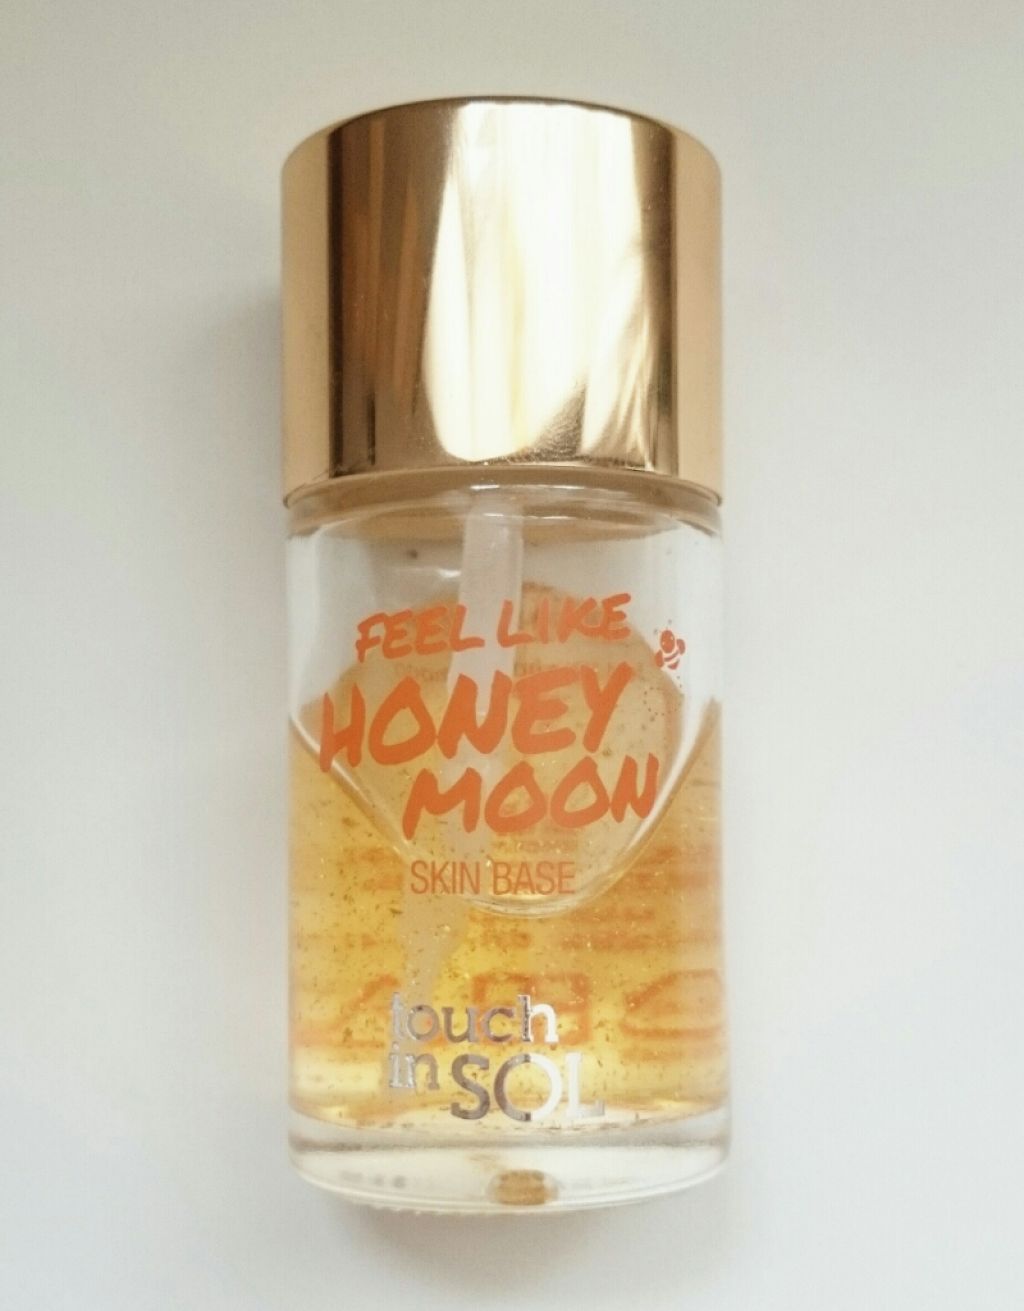 FEEL LIKE
HONEY
MOON
SKIN BASE
touch
in SOL